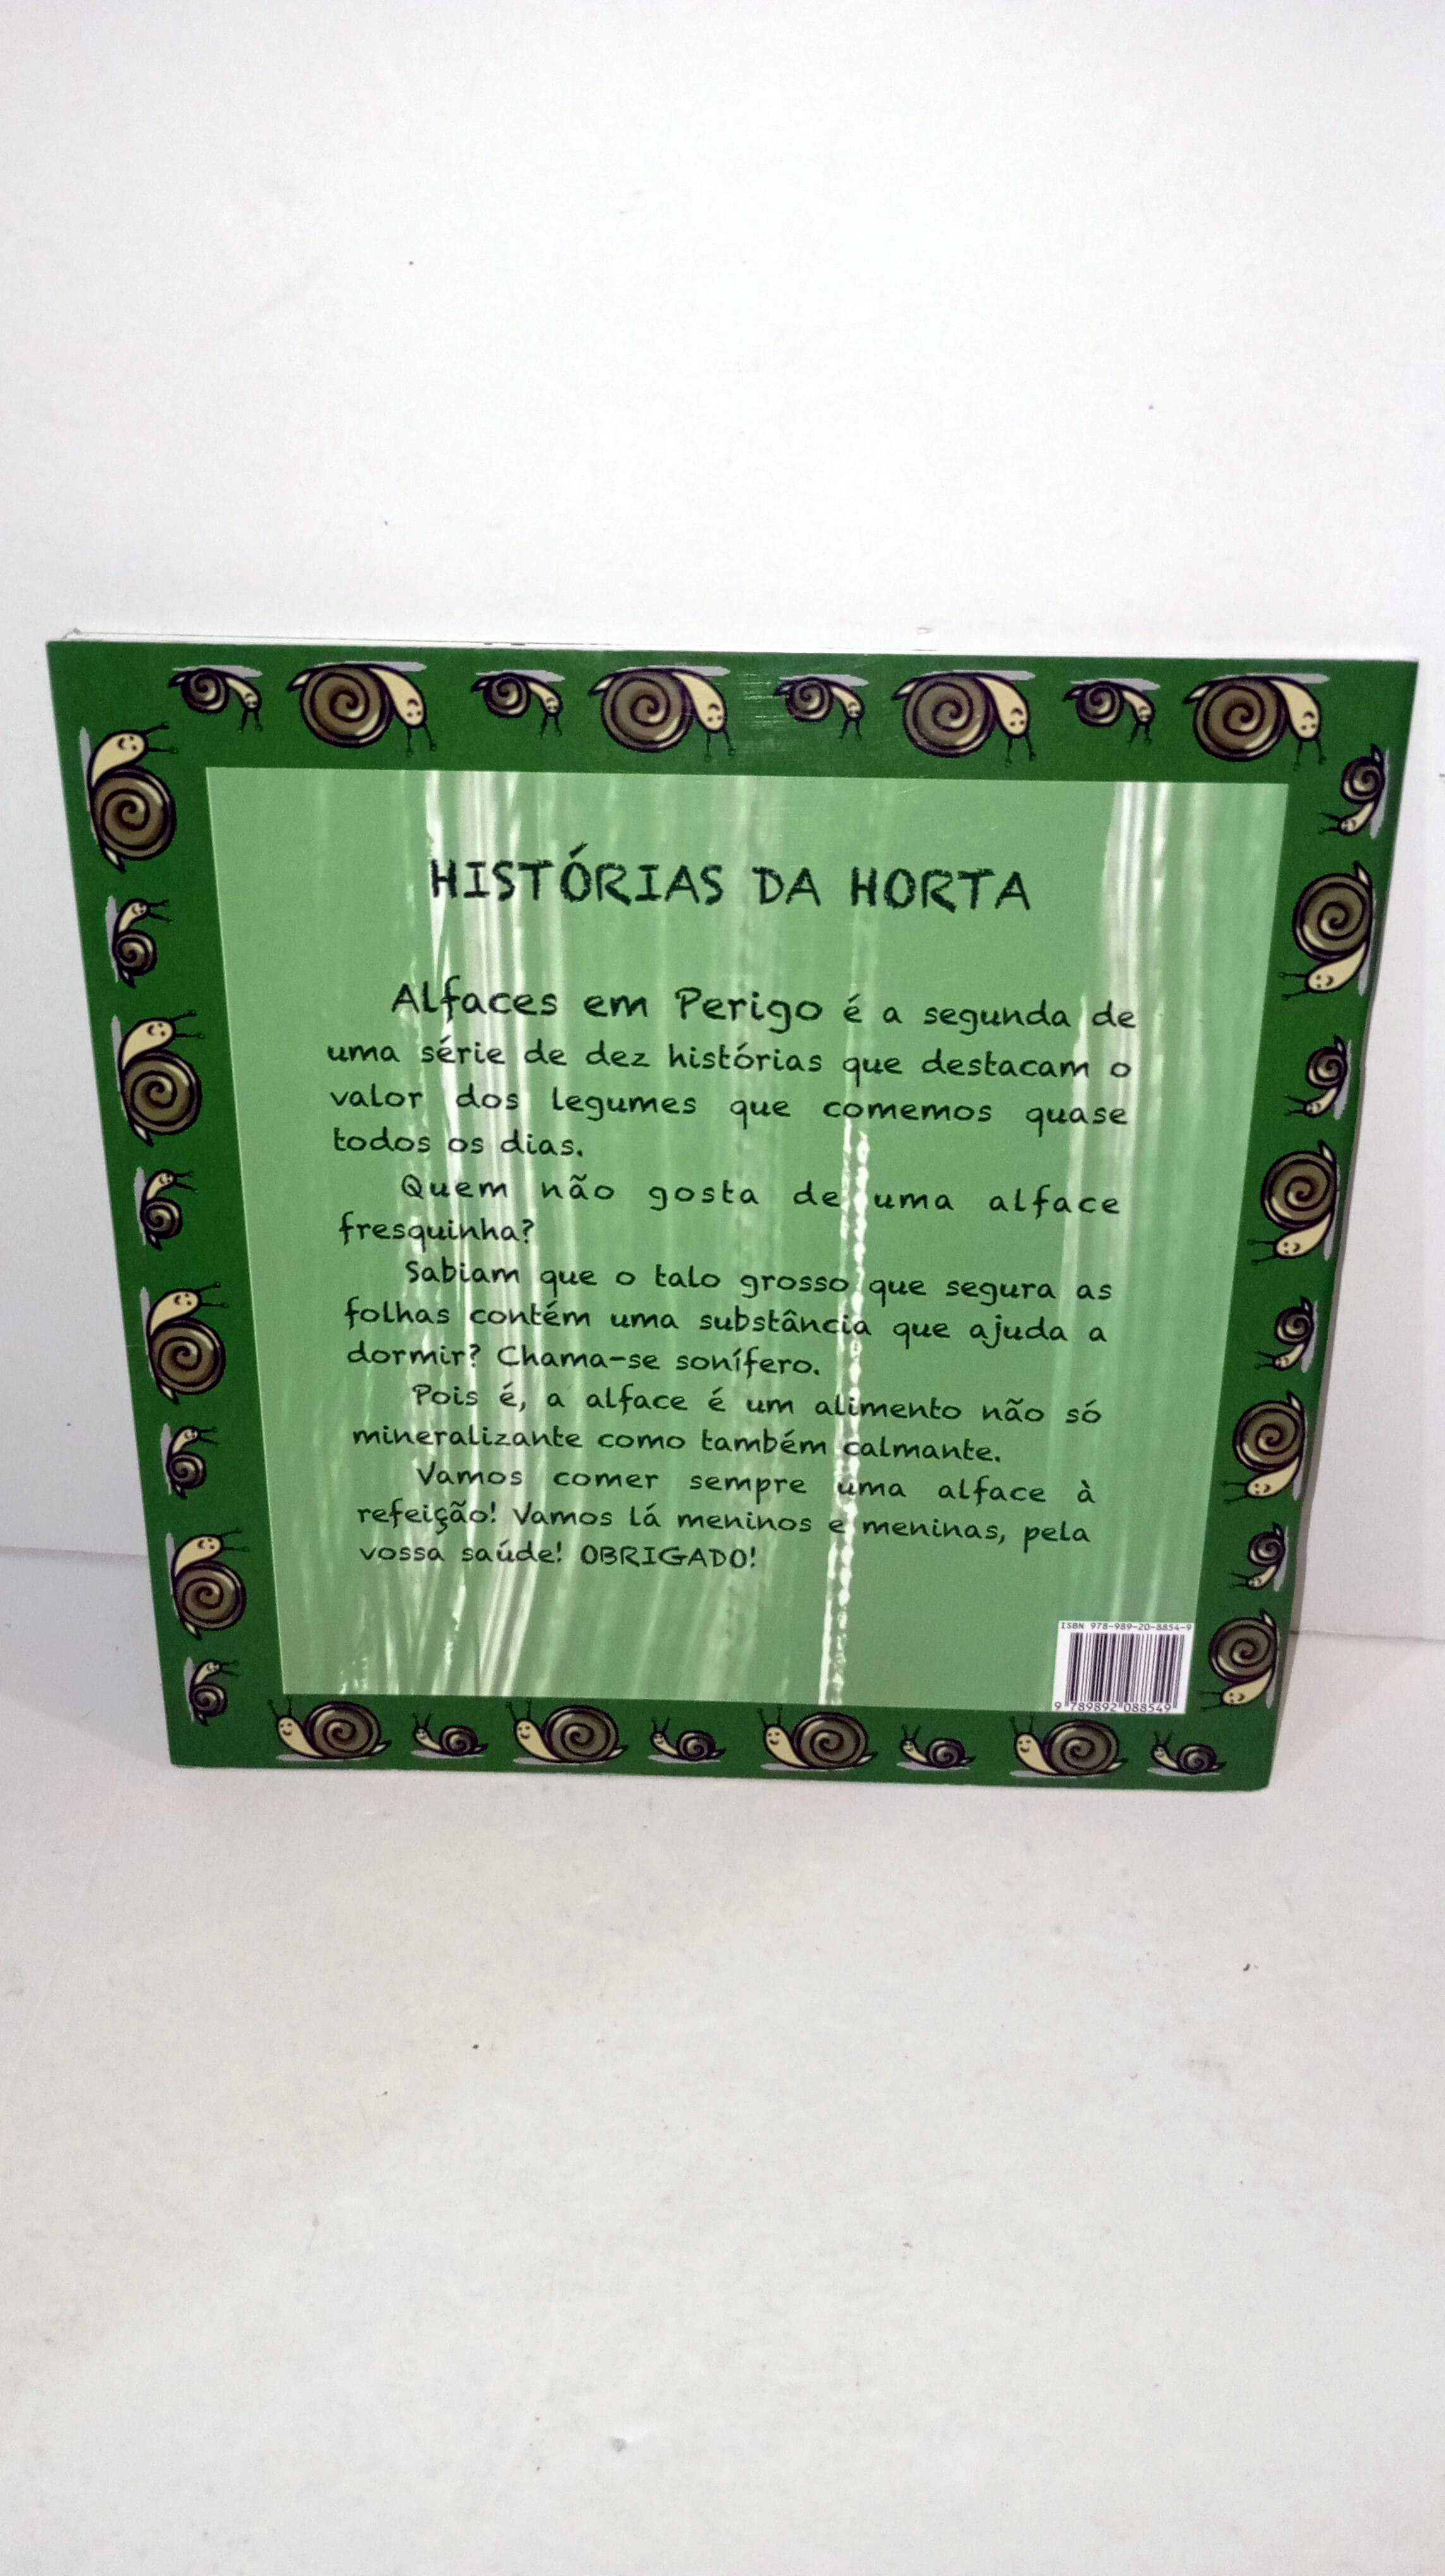 HISTÓRIAS DA HORTA
Alfaces em Perigo é a segunda de
uma série de dez histórias que destacam o
valor dos legumes que comemos quase
todos os dias.
Quem não gosta de uma alface
fresquinha?
Sabiam que o talo grosso que segura as
folhas contém uma substância que ajuda a
dormir? Chama-se sonífero.
Pois é, a alface é um alimento não só
mineralizante como também calmante.
Vamos comer sempre uma alface à
refeição! Vamos lá meninos e meninas, pela
vossa saúde! OBRIGADO!
ISBN 978-989-20-8854-9
9 789892 088549